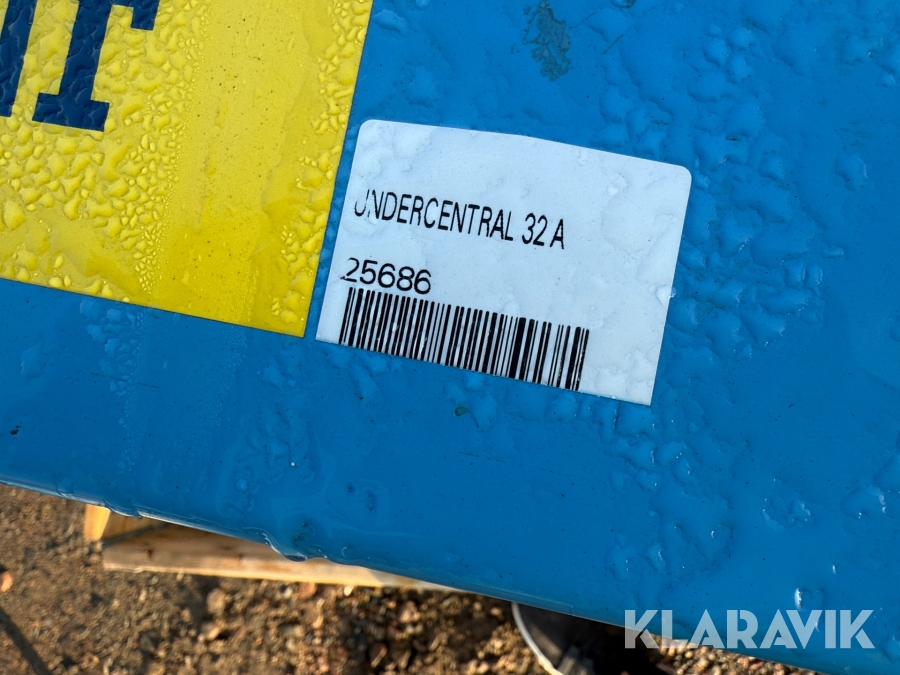 UNDERCENTRAL 32 A
25686
KLARAVIK